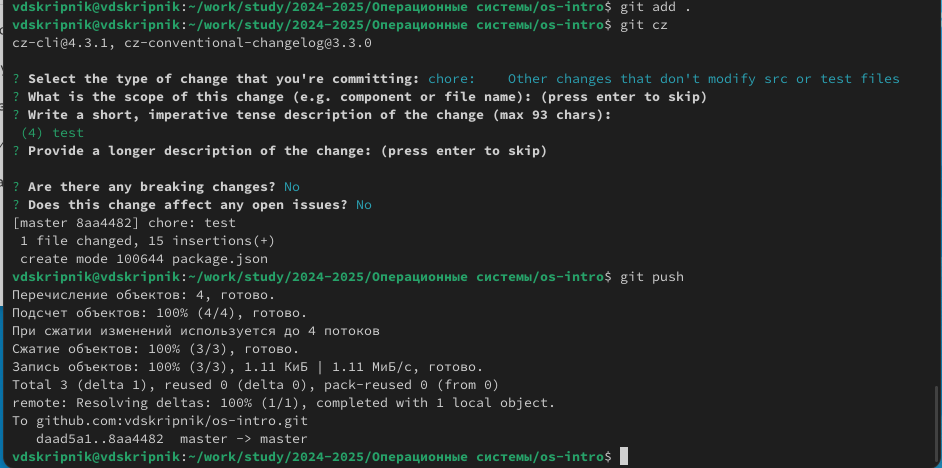 vdskripnik@vdskripnik:~/work/study/2024-2025/Операционные системы/os-intro$ git add .
vdskripnik@vdskripnik:~/work/study/2024-2025/Операционные системы/os-intro$ git cz
cz-cli@4.3.1, cz-conventional-changelog@3.3.0
? Select the type of change that you're committing: chore:    Other changes that don't modify src or test files
? What is the scope of this change (e.g. component or file name): (press enter to skip)
? Write a short, imperative tense description of the change (max 93 chars):
 (4) test
? Provide a longer description of the change: (press enter to skip)
? Are there any breaking changes? No
? Does this change affect any open issues? No
[master 8aa4482] chore: test
 1 file changed, 15 insertions(+)
 create mode 100644 package.json
vdskripnik@vdskripnik:~/work/study/2024-2025/Операционные системы/os-intro$ git push
Перечисление объектов: 4, готово.
Подсчет объектов: 100% (4/4), готово.
При сжатии изменений используется до 4 потоков
Сжатие объектов: 100% (3/3), готово.
Запись объектов: 100% (3/3), 1.11 КиБ | 1.11 МиБ/с, готово.
Total 3 (delta 1), reused 0 (delta 0), pack-reused 0 (from 0)
remote: Resolving deltas: 100% (1/1), completed with 1 local object.
To github.com:vdskripnik/os-intro.git
   daad5a1..8aa4482  master -> master
vdskripnik@vdskripnik:~/work/study/2024-2025/Операционные системы/os-intro$